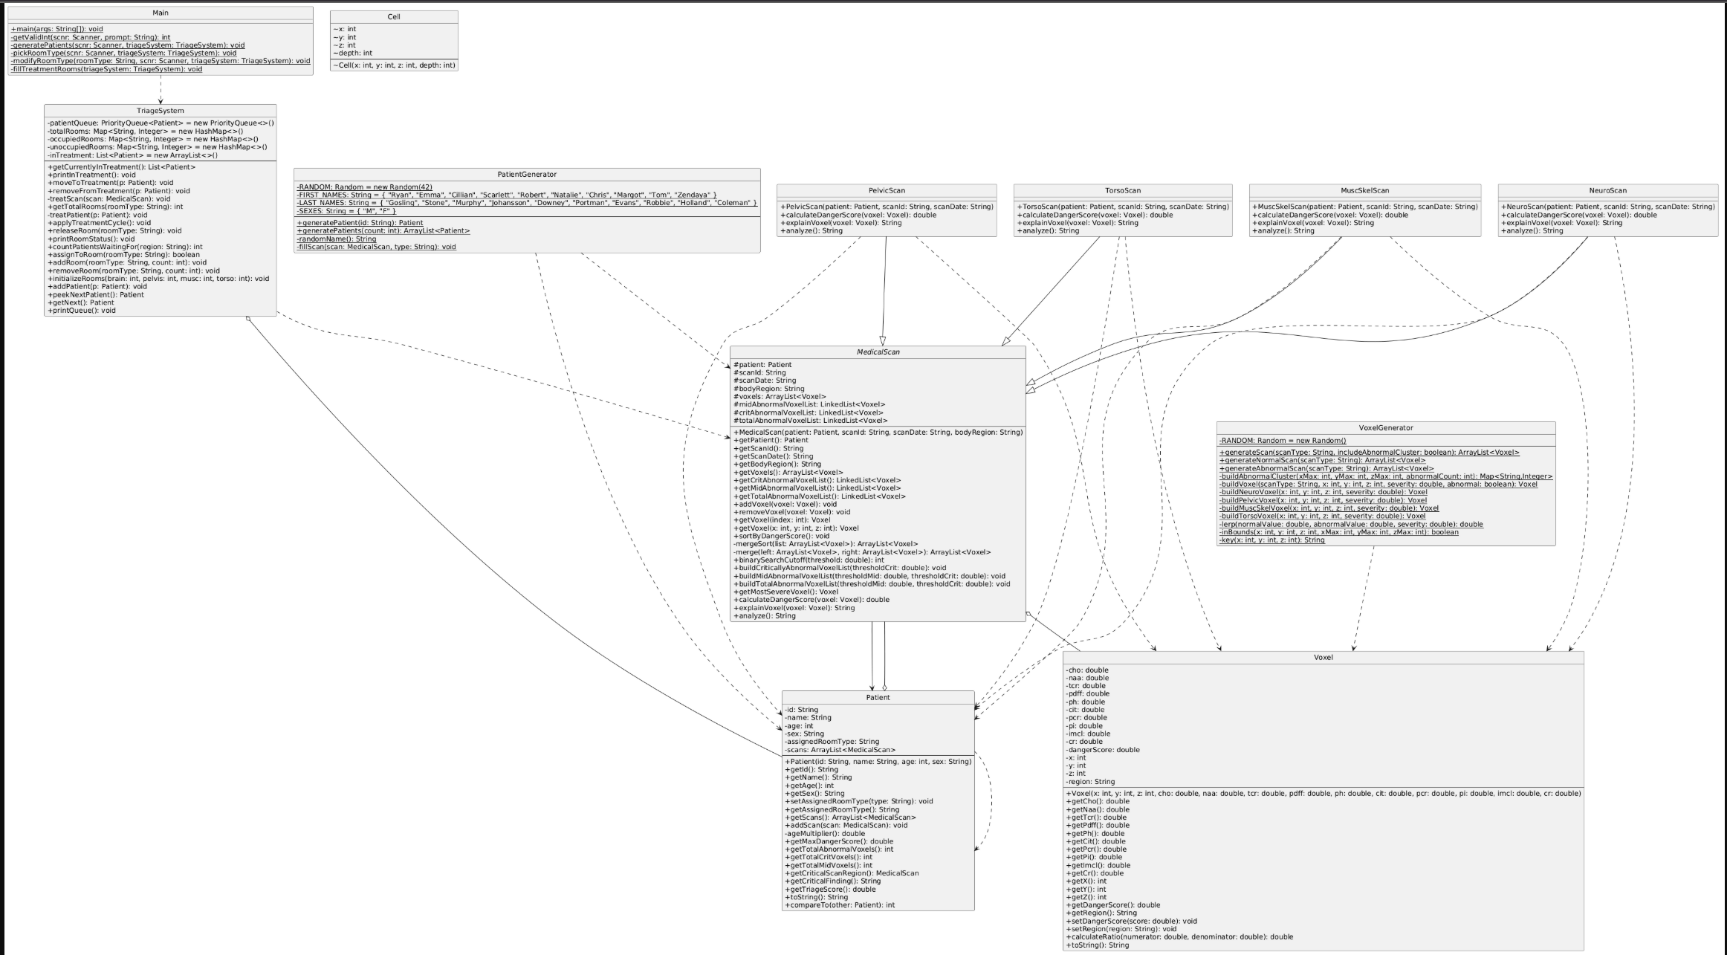 Main
+main(args: String[]): void
-getValidInt(scnr: Scanner, prompt: String): int
-generatePatients(scnr: Scanner, triageSystem: TriageSystem): void
-pickRoomType(scnr: Scanner, triageSystem: TriageSystem): void
-modifyRoomType(roomType: String, scnr: Scanner, triageSystem: TriageSystem): void
-fillTreatmentRooms(triageSystem: TriageSystem): void
Cell
~x: int
~y: int
~z: int
~depth: int
~Cell(x: int, y: int, z: int, depth: int)
TriageSystem
-patientQueue: PriorityQueue<Patient> = new PriorityQueue<>()
-totalRooms: Map<String, Integer> = new HashMap<>()
-occupiedRooms: Map<String, Integer> = new HashMap<>()
-unoccupiedRooms: Map<String, Integer> = new HashMap<>()
-inTreatment: List<Patient> = new ArrayList<>()
+getCurrentlyInTreatment(): List<Patient>
+printInTreatment(): void
+moveToTreatment(p: Patient): void
+removeFromTreatment(p: Patient): void
-treatScan(scan: MedicalScan): void
+getTotalRooms(roomType: String): int
-treatPatient(p: Patient): void
+applyTreatmentCycle(): void
+releaseRoom(roomType: String): void
+printRoomStatus(): void
+countPatientsWaitingFor(region: String): int
+assignToRoom(roomType: String): boolean
+addRoom(roomType: String, count: int): void
+removeRoom(roomType: String, count: int): void
+initializeRooms(brain: int, pelvis: int, musc: int, torso: int): void
+addPatient(p: Patient): void
+peekNextPatient(): Patient
+getNext(): Patient
+printQueue(): void
PatientGenerator
-RANDOM: Random = new Random(42)
-FIRST_NAMES: String = { "Ryan", "Emma", "Cillian", "Scarlett", "Robert", "Natalie", "Chris", "Margot", "Tom", "Zendaya" }
-LAST_NAMES: String = { "Gosling", "Stone", "Murphy", "Johansson", "Downey", "Portman", "Evans", "Robbie", "Holland", "Coleman" }
-SEXES: String = { "M", "F" }
+generatePatient(id: String): Patient
+generatePatients(count: int): ArrayList<Patient>
-randomName(): String
-fillScan(scan: MedicalScan, type: String): void
PelvicScan
+PelvicScan(patient: Patient, scanId: String, scanDate: String)
+calculateDangerScore(voxel: Voxel): double
+explainVoxel(voxel: Voxel): String
+analyze(): String
TorsoScan
+TorsoScan(patient: Patient, scanId: String, scanDate: String)
+calculateDangerScore(voxel: Voxel): double
+explainVoxel(voxel: Voxel): String
+analyze(): String
MuscSkelScan
+MuscSkelScan(patient: Patient, scanId: String, scanDate: String)
+calculateDangerScore(voxel: Voxel): double
+explainVoxel(voxel: Voxel): String
+analyze(): String
NeuroScan
+NeuroScan(patient: Patient, scanId: String, scanDate: String)
+calculateDangerScore(voxel: Voxel): double
+explainVoxel(voxel: Voxel): String
+analyze(): String
MedicalScan
#patient: Patient
#scanId: String
#scanDate: String
#bodyRegion: String
#voxels: ArrayList<Voxel>
#midAbnormalVoxelList: LinkedList<Voxel>
#critAbnormalVoxelList: LinkedList<Voxel>
#totalAbnormalVoxelList: LinkedList<Voxel>
+MedicalScan(patient: Patient, scanId: String, scanDate: String, bodyRegion: String)
+getPatient(): Patient
+getScanId(): String
+getScanDate(): String
+getBodyRegion(): String
+getVoxels(): ArrayList<Voxel>
+getCritAbnormalVoxelList(): LinkedList<Voxel>
+getMidAbnormalVoxelList(): LinkedList<Voxel>
+getTotalAbnormalVoxelList(): LinkedList<Voxel>
+addVoxel(voxel: Voxel): void
+removeVoxel(voxel: Voxel): void
+getVoxel(index: int): Voxel
+getVoxel(x: int, y: int, z: int): Voxel
+sortByDangerScore(): void
-mergeSort(list: ArrayList<Voxel>): ArrayList<Voxel>
-merge(left: ArrayList<Voxel>, right: ArrayList<Voxel>): ArrayList<Voxel>
+binarySearchCutoff(threshold: double): int
+buildCriticallyAbnormalVoxelList(thresholdCrit: double): void
+buildMidAbnormalVoxelList(thresholdMid: double, thresholdCrit: double): void
+buildTotalAbnormalVoxelList(thresholdMid: double, thresholdCrit: double): void
+getMostSevereVoxel(): Voxel
+calculateDangerScore(voxel: Voxel): double
+explainVoxel(voxel: Voxel): String
+analyze(): String
VoxelGenerator
-RANDOM: Random = new Random()
+generateScan(scanType: String, includeAbnormalCluster: boolean): ArrayList<Voxel>
+generateNormalScan(scanType: String): ArrayList<Voxel>
+generateAbnormalScan(scanType: String): ArrayList<Voxel>
-buildAbnormalCluster(xMax: int, yMax: int, zMax: int, abnormalCount: int): Map<String,Integer>
-buildVoxel(scanType: String, x: int, y: int, z: int, severity: double, abnormal: boolean): Voxel
-buildNeuroVoxel(x: int, y: int, z: int, severity: double): Voxel
-buildPelvicVoxel(x: int, y: int, z: int, severity: double): Voxel
-buildMuscSkelVoxel(x: int, y: int, z: int, severity: double): Voxel
-buildTorsoVoxel(x: int, y: int, z: int, severity: double): Voxel
-lerp(normalValue: double, abnormalValue: double, severity: double): double
-inBounds(x: int, y: int, z: int, xMax: int, yMax: int, zMax: int): boolean
-key(x: int, y: int, z: int): String
Patient
-id: String
-name: String
-age: int
-sex: String
-assignedRoomType: String
-scans: ArrayList<MedicalScan>
+Patient(id: String, name: String, age: int, sex: String)
+getId(): String
+getName(): String
+getAge(): int
+getSex(): String
+setAssignedRoomType(type: String): void
+getAssignedRoomType(): String
+getScans(): ArrayList<MedicalScan>
+addScan(scan: MedicalScan): void
-ageMultiplier(): double
+getMaxDangerScore(): double
+getTotalAbnormalVoxels(): int
+getTotalCritVoxels(): int
+getTotalMidVoxels(): int
+getCriticalScanRegion(): MedicalScan
+getCriticalFinding(): String
+getTriageScore(): double
+toString(): String
+compareTo(other: Patient): int
Voxel
-cho: double
-naa: double
-tcr: double
-pdff: double
-ph: double
-cit: double
-pcr: double
-pi: double
-imcl: double
-cr: double
-dangerScore: double
-x: int
-y: int
-z: int
-region: String
+Voxel(x: int, y: int, z: int, cho: double, naa: double, tcr: double, pdff: double, ph: double, cit: double, pcr: double, pi: double, imcl: double, cr: double)
+getCho(): double
+getNaa(): double
+getTcr(): double
+getPdff(): double
+getPh(): double
+getCit(): double
+getPcr(): double
+getPi(): double
+getImcl(): double
+getCr(): double
+getX(): int
+getY(): int
+getZ(): int
+getDangerScore(): double
+getRegion(): String
+setDangerScore(score: double): void
+setRegion(region: String): void
+calculateRatio(numerator: double, denominator: double): double
+toString(): String